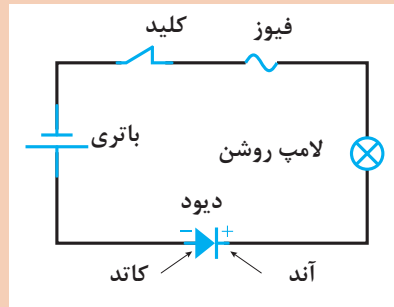 فیوز
کلید
باتری
لامپ روشن
دیود
− +
آند
کاتد